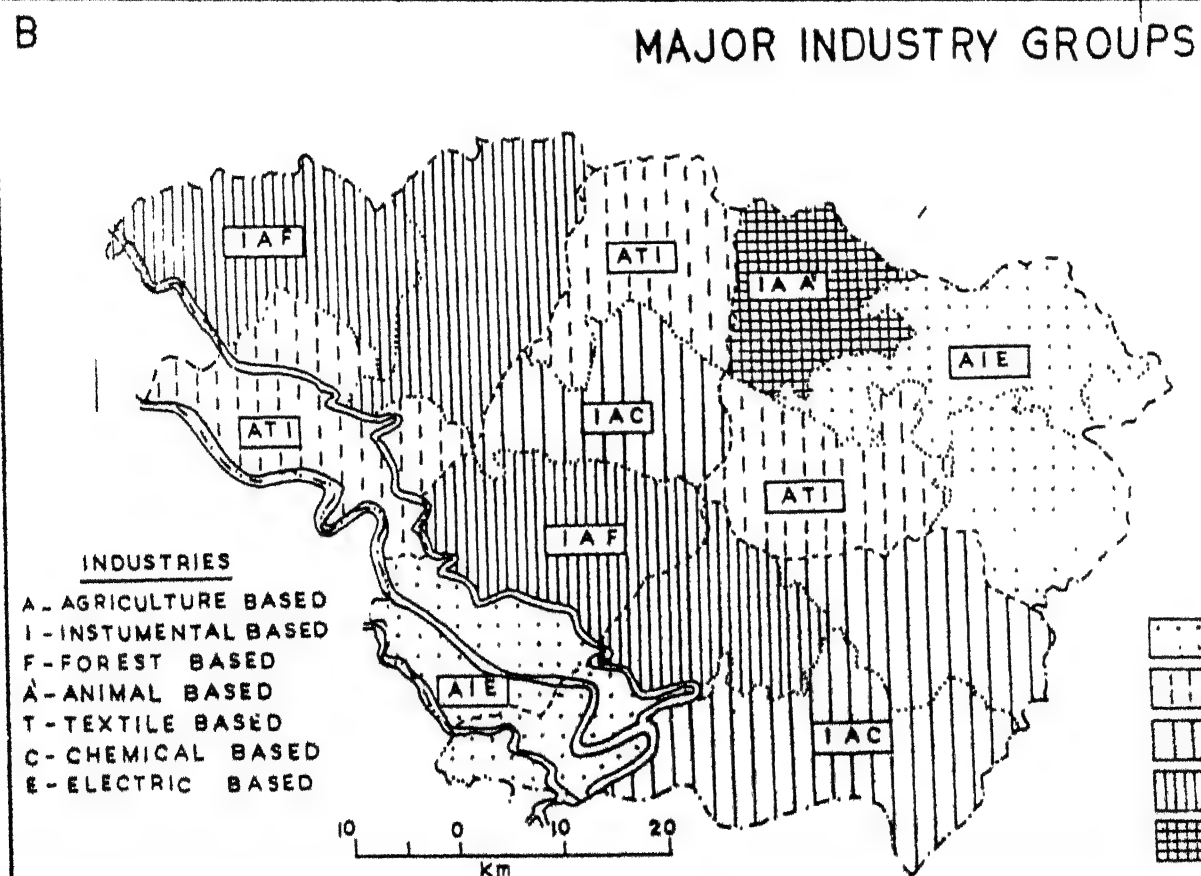 B
MAJOR INDUSTRY GROUPS
IAF
ATI
IAÁ
AIE
ATI
IAC
ATI
IAF
AIE
IAC
INDUSTRIES
A - AGRICULTURE BASED
I - INSTUMENTAL BASED
F - FOREST BASED
Á - ANIMAL BASED
T - TEXTILE BASED
C - CHEMICAL BASED
E - ELECTRIC BASED
10 0 10 20
Km